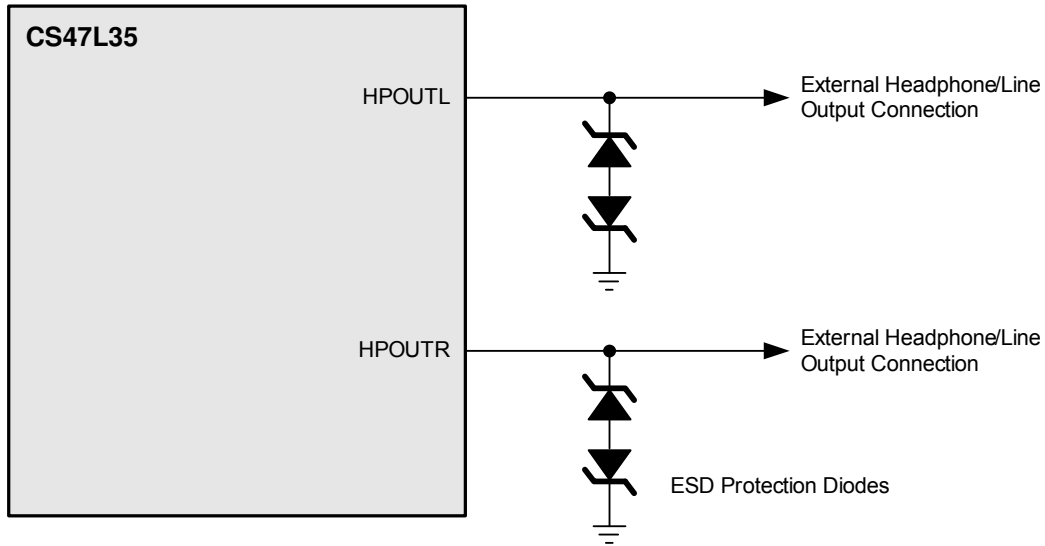 CS47L35
HPOUTL
External Headphone/Line
Output Connection
HPOUTR
External Headphone/Line
Output Connection
ESD Protection Diodes